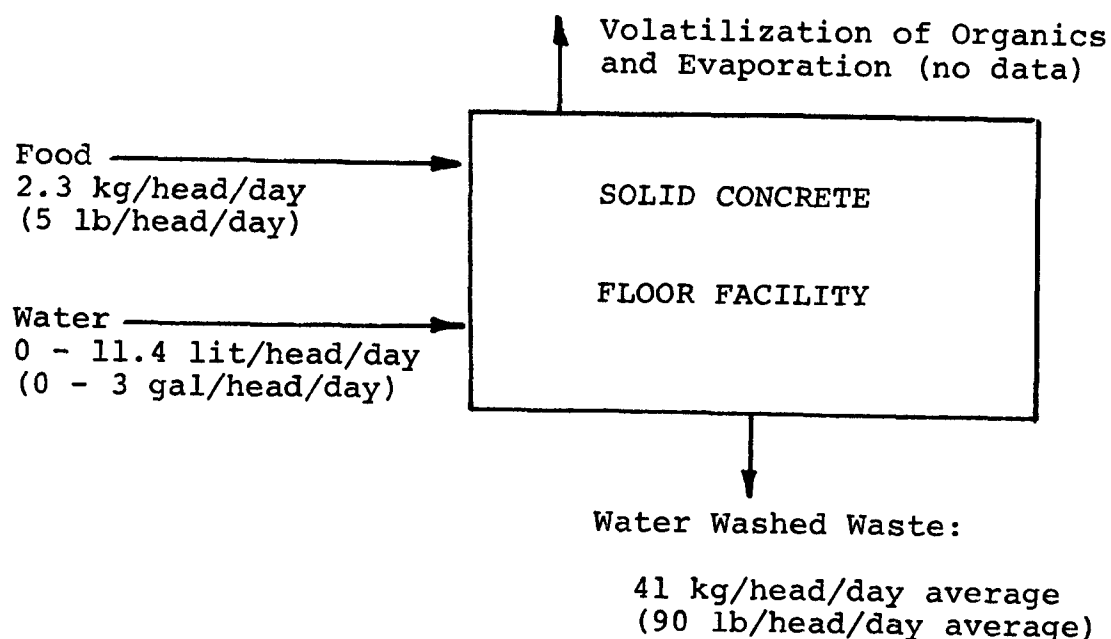 Volatilization of Organics
and Evaporation (no data)
Food
2.3 kg/head/day
(5 lb/head/day)
SOLID CONCRETE
FLOOR FACILITY
Water
0 - 11.4 lit/head/day
(0 - 3 gal/head/day)
Water Washed Waste:
41 kg/head/day average
(90 lb/head/day average)